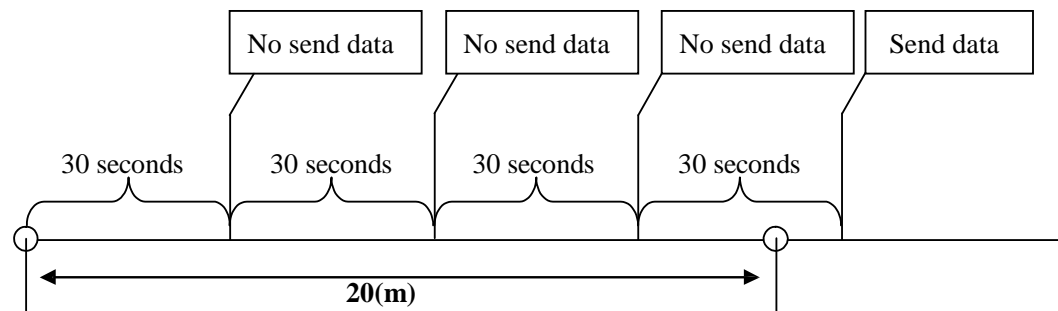 No send data
No send data
No send data
Send data
30 seconds
30 seconds
30 seconds
30 seconds
20(m)